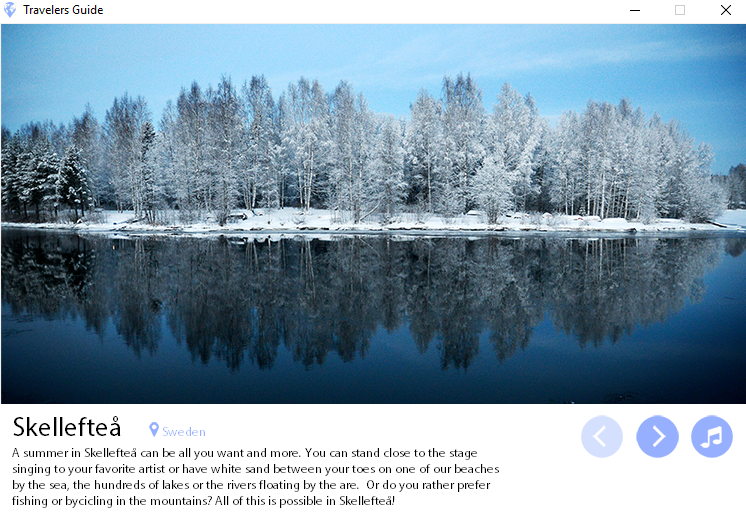 Travelers Guide
Skellefteå
Sweden
A summer in Skellefteå can be all you want and more. You can stand close to the stage
singing to your favorite artist or have white sand between your toes on one of our beaches
by the sea, the hundreds of lakes or the rivers floating by the are.  Or do you rather prefer
fishing or bycicling in the mountains? All of this is possible in Skellefteå!